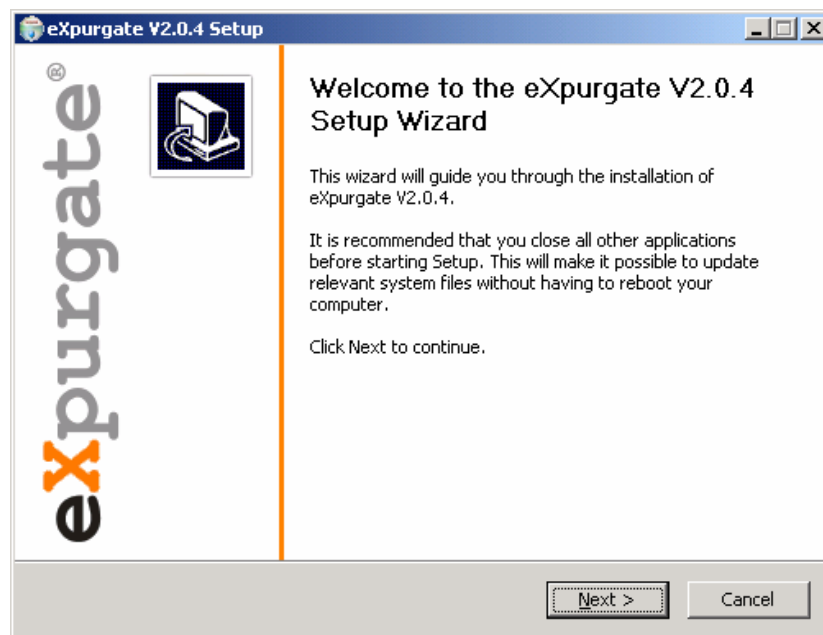 eXpurgate V2.0.4 Setup
eXpurgate®
Welcome to the eXpurgate V2.0.4
Setup Wizard
This wizard will guide you through the installation of
eXpurgate V2.0.4.
It is recommended that you close all other applications
before starting Setup. This will make it possible to update
relevant system files without having to reboot your
computer.
Click Next to continue.
Next >
Cancel